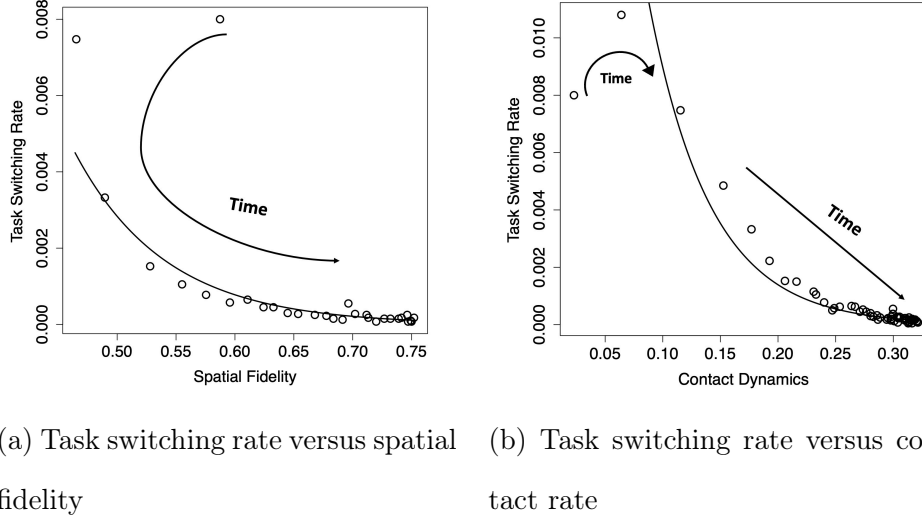 0.000 0.002 0.004 0.006 0.008
Task Switching Rate
Time
0.50 0.55 0.60 0.65 0.70 0.75
Spatial Fidelity
(a) Task switching rate versus spatial
fidelity
0.000 0.002 0.004 0.006 0.008 0.010
Task Switching Rate
Time
Time
0.05 0.10 0.15 0.20 0.25 0.30
Contact Dynamics
(b) Task switching rate versus co
tact rate